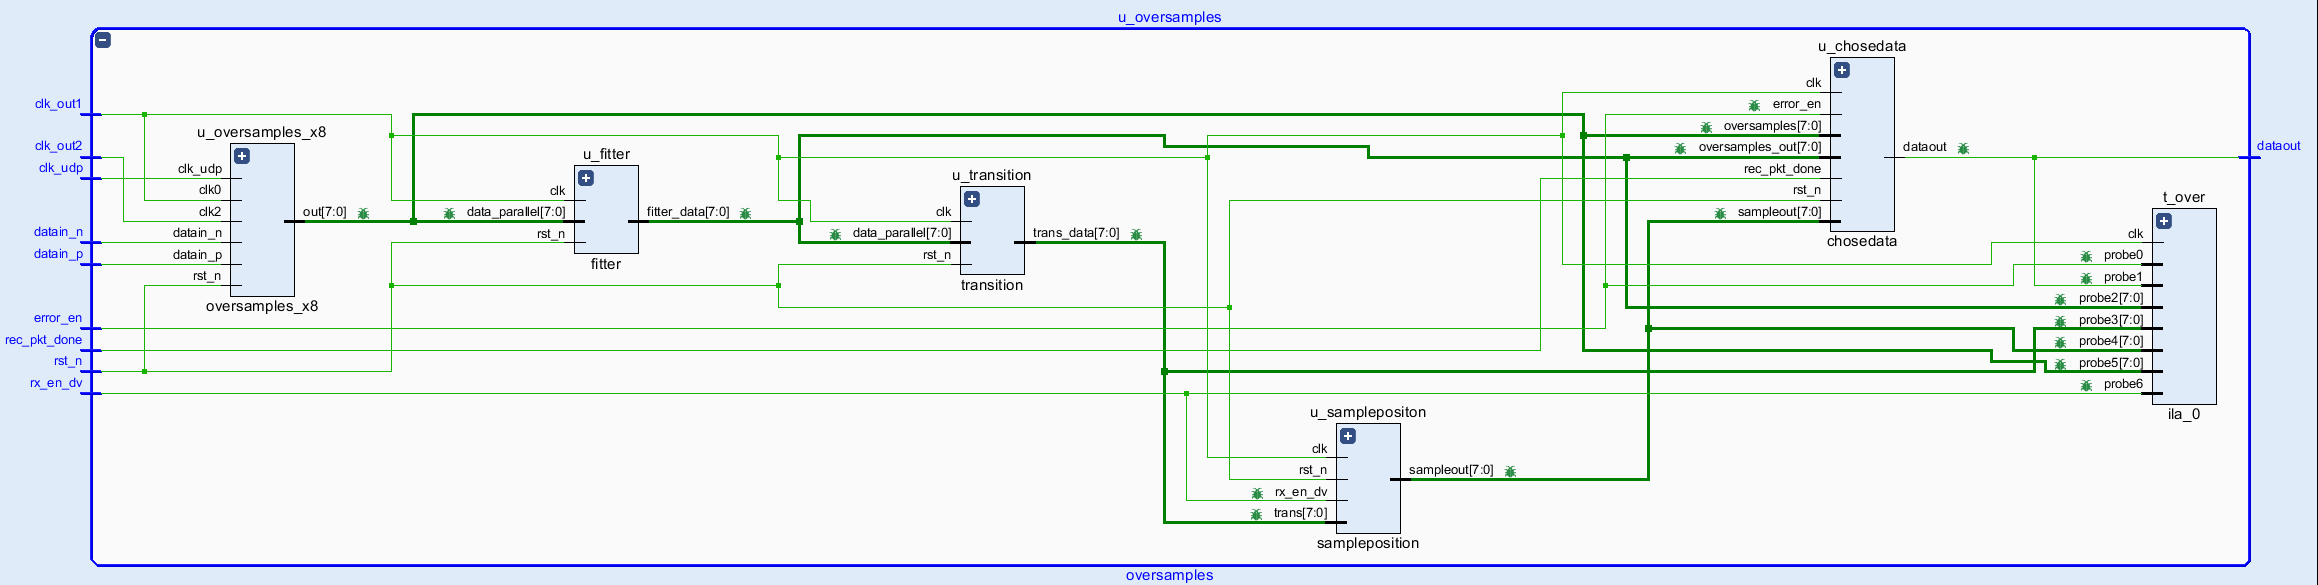 u_oversamples
clk_out1
clk_out2
clk_udp
datain_n
datain_p
error_en
rec_pkt_done
rst_n
rx_en_dv
u_oversamples_x8
clk_udp
clk0
clk2
datain_n
datain_p
rst_n
out[7:0]
oversamples_x8
u_fitter
clk
data_parallel[7:0]
rst_n
fitter_data[7:0]
fitter
u_transition
clk
data_parallel[7:0]
rst_n
trans_data[7:0]
transition
u_samplepositon
clk
rst_n
rx_en_dv
trans[7:0]
sampleout[7:0]
sampleposition
u_chosedata
clk
error_en
oversamples[7:0]
oversamples_out[7:0]
rec_pkt_done
rst_n
sampleout[7:0]
dataout
chosedata
t_over
clk
probe0
probe1
probe2[7:0]
probe3[7:0]
probe4[7:0]
probe5[7:0]
probe6
ila_0
dataout
oversamples